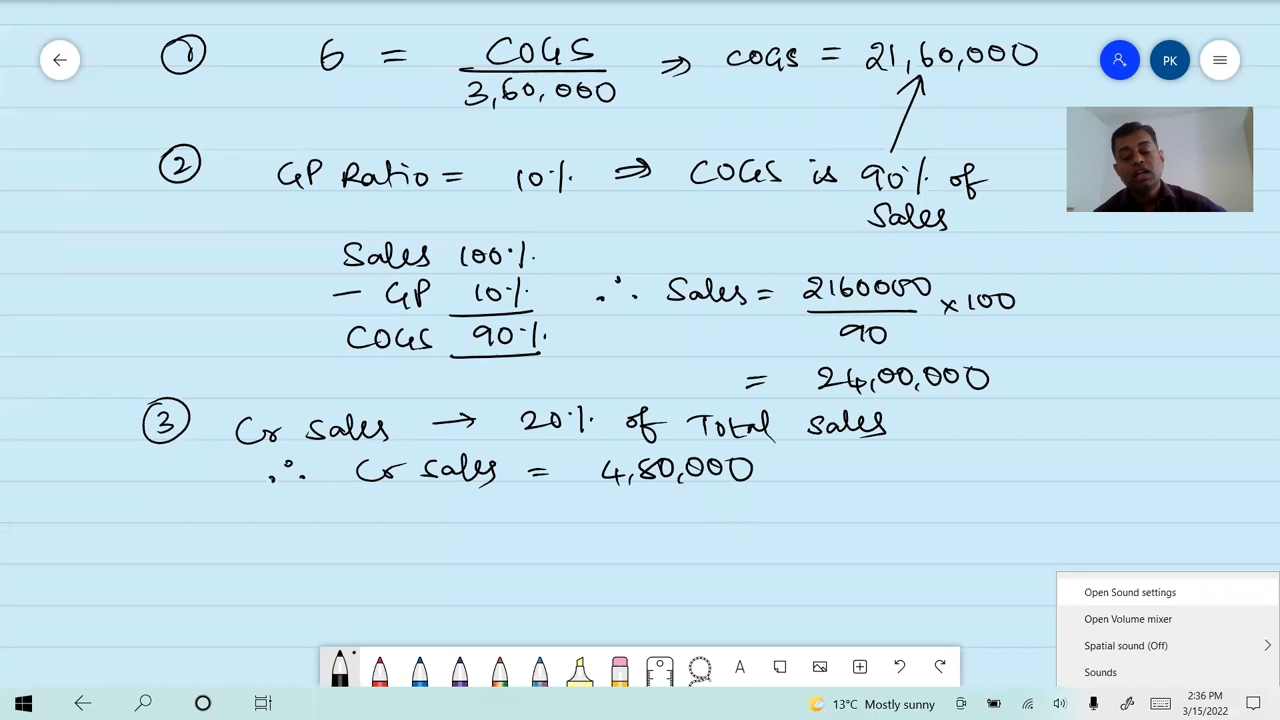 ① 6 = COGS / 3,60,000 ⇒ COGS = 21,60,000
PK
② GP Ratio = 10% ⇒ COGS is 90% of
Sales
Sales 100%
- GP 10%
COGS 90%
∴ Sales = 2160000 / 90 × 100
= 24,00,000
③ Cr Sales → 20% of Total sales
∴ Cr sales = 4,80,000
Open Sound settings
Open Volume mixer
Spatial sound (Off)
Sounds
A
13°C Mostly sunny
2:36 PM
3/15/2022